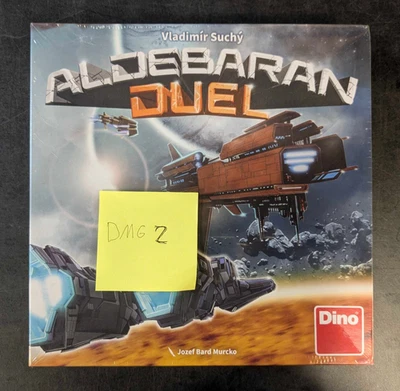 Vladimír Suchý
ALDEBARAN
DUEL
DMG 2
Dino
Jozef Bard Murcko